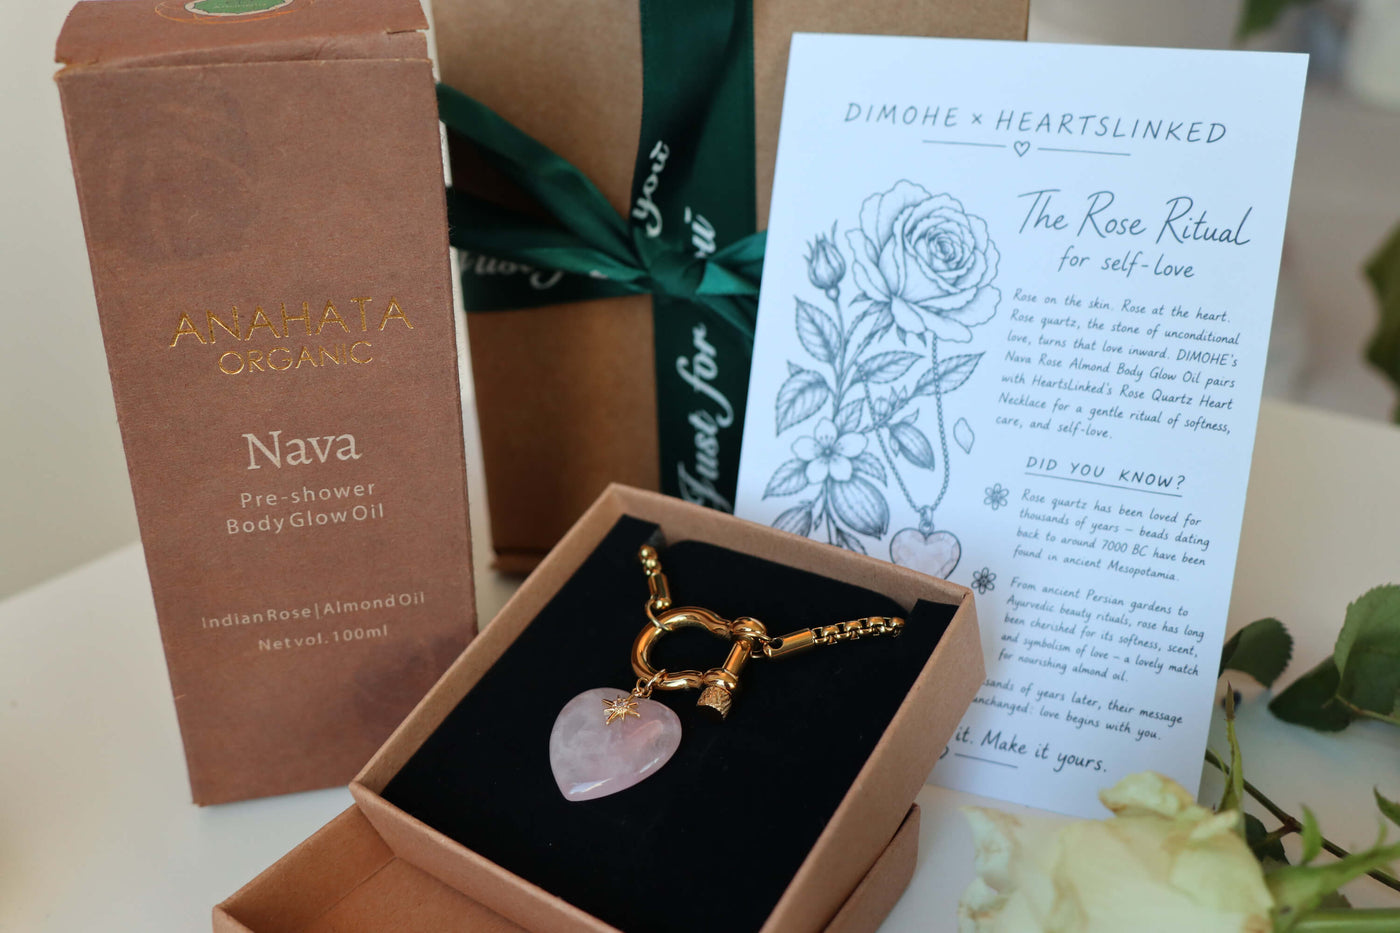 ANAHATA
ORGANIC
Nava
Pre-shower
Body Glow Oil
Indian Rose | Almond Oil
Net vol. 100ml
you
Just for
DIMOHE × HEARTSLINKED
The Rose Ritual
for self-love
Rose on the skin. Rose at the heart.
Rose quartz, the stone of unconditional
love, turns that love inward. DIMOHE's
Nava Rose Almond Body Glow Oil pairs
with HeartsLinked's Rose Quartz Heart
Necklace for a gentle ritual of softness,
care, and self-love.
DID YOU KNOW?
Rose quartz has been loved for
thousands of years – beads dating
back to around 7000 BC have been
found in ancient Mesopotamia.
From ancient Persian gardens to
Ayurvedic beauty rituals, rose has long
been cherished for its softness, scent,
and symbolism of love – a lovely match
for nourishing almond oil.
of years later, their message
love begins with you.
it. Make it yours.